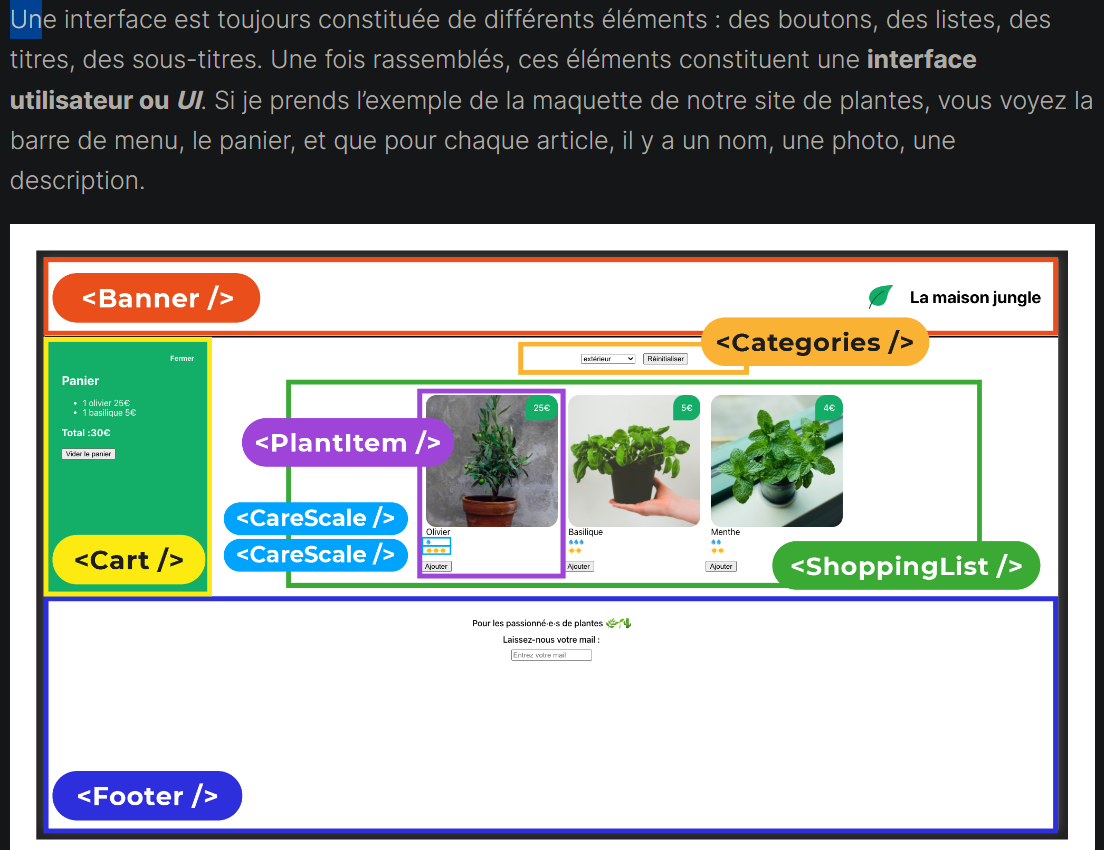 Une interface est toujours constituée de différents éléments : des boutons, des listes, des
titres, des sous-titres. Une fois rassemblés, ces éléments constituent une interface
utilisateur ou UI. Si je prends l’exemple de la maquette de notre site de plantes, vous voyez la
barre de menu, le panier, et que pour chaque article, il y a un nom, une photo, une
description.
<Banner />
La maison jungle
<Categories />
extérieur
Réinitialiser
Fermer
Panier
1 olivier 25€
1 basilique 5€
Total :30€
Vider le panier
<Cart />
25€
5€
4€
<PlantItem />
<CareScale />
<CareScale />
Olivier
Basilique
Menthe
Ajouter
Ajouter
Ajouter
<ShoppingList />
Pour les passionné·e·s de plantes
Laissez-nous votre mail :
Entrez votre mail
<Footer />